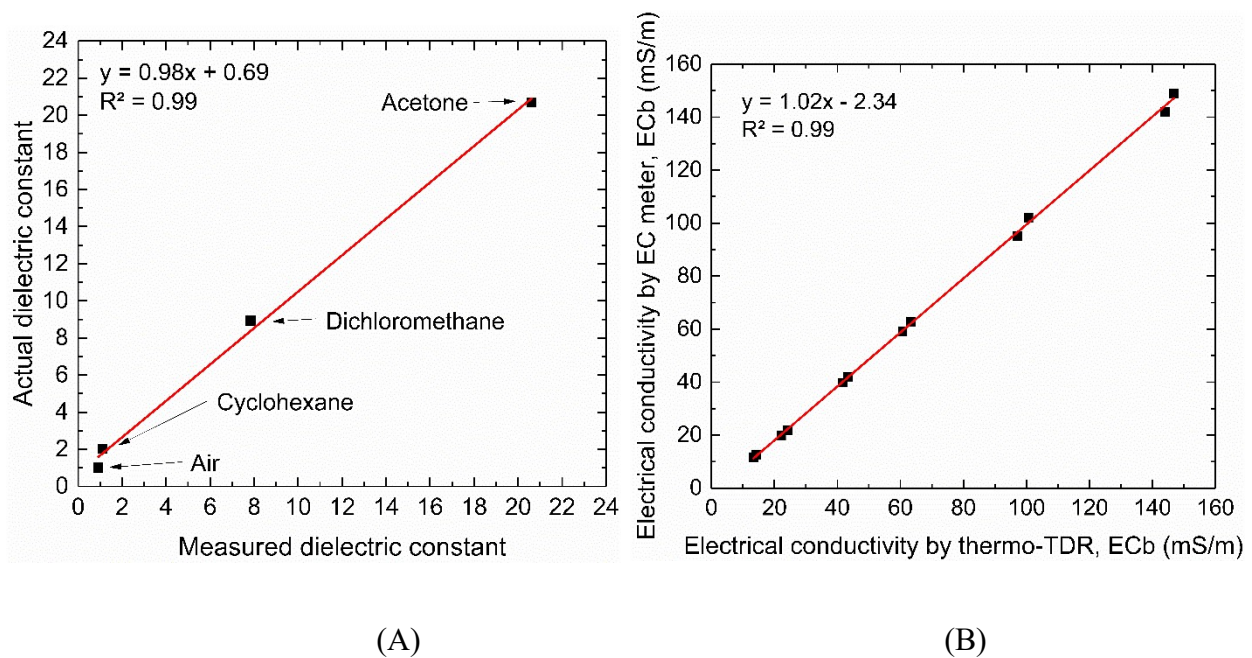 24
22
20
18
16
14
12
10
8
6
4
2
0
Actual dielectric constant
y = 0.98x + 0.69
R² = 0.99
Acetone
Dichloromethane
Cyclohexane
Air
0 2 4 6 8 10 12 14 16 18 20 22 24
Measured dielectric constant
(A)
160
140
120
100
80
60
40
20
0
Electrical conductivity by EC meter, ECb (mS/m)
y = 1.02x - 2.34
R² = 0.99
0 20 40 60 80 100 120 140 160
Electrical conductivity by thermo-TDR, ECb (mS/m)
(B)